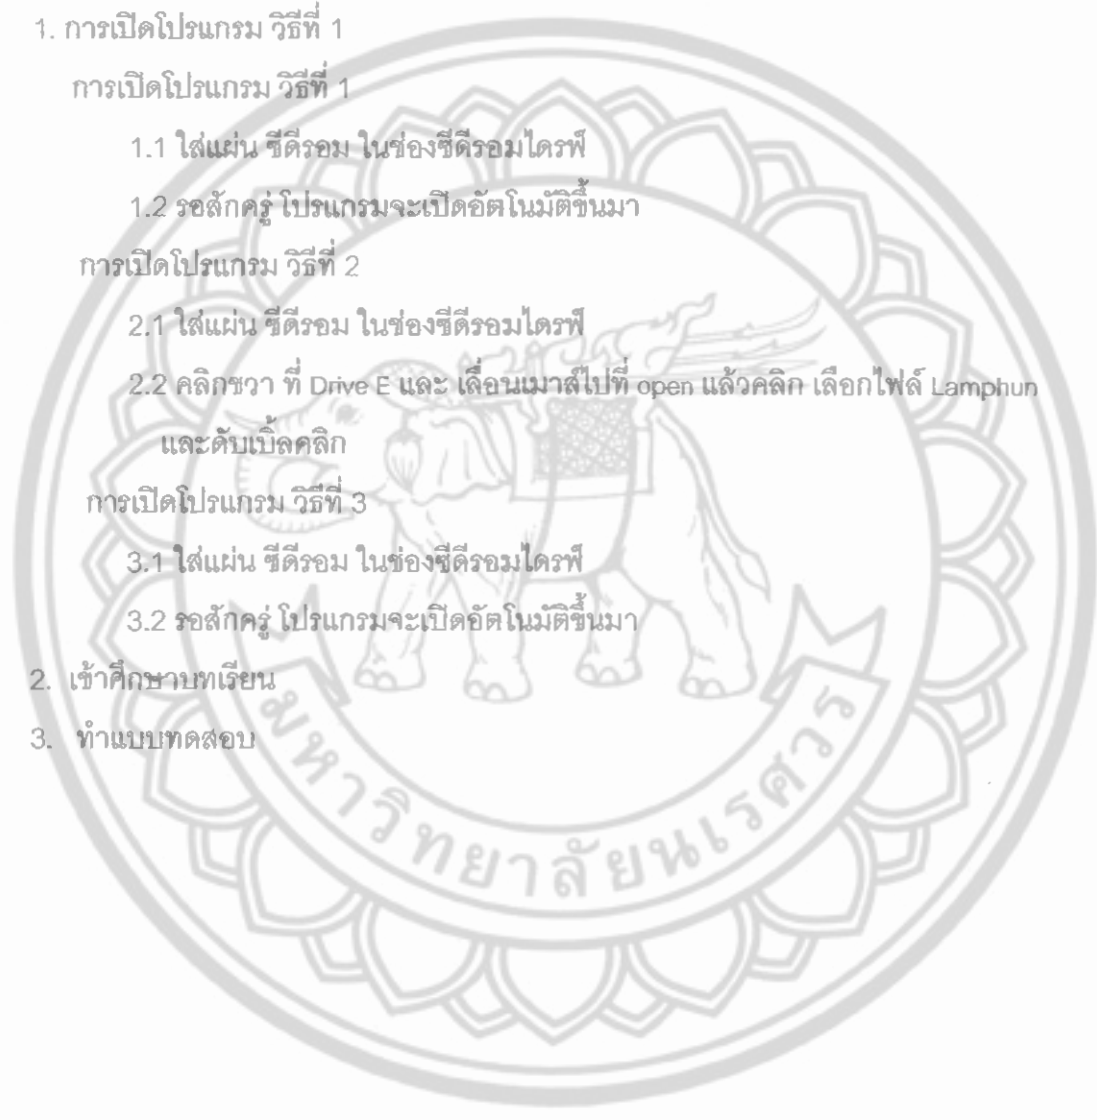 1. การเปิดโปรแกรม วิธีที่ 1
การเปิดโปรแกรม วิธีที่ 1
1.1 ใส่แผ่น ซีดีรอม ในช่องซีดีรอมไดรฟ์
1.2 รอสักครู่ โปรแกรมจะเปิดอัตโนมัติขึ้นมา
การเปิดโปรแกรม วิธีที่ 2
2.1 ใส่แผ่น ซีดีรอม ในช่องซีดีรอมไดรฟ์
2.2 คลิกขวา ที่ Drive E และ เลื่อนเมาส์ไปที่ open แล้วคลิก เลือกไฟล์ Lamphun
และดับเบิ้ลคลิก
การเปิดโปรแกรม วิธีที่ 3
3.1 ใส่แผ่น ซีดีรอม ในช่องซีดีรอมไดรฟ์
3.2 รอสักครู่ โปรแกรมจะเปิดอัตโนมัติขึ้นมา
2. เข้าศึกษาบทเรียน
3. ทำแบบทดสอบ
มหาวิทยาลัยนเรศวร